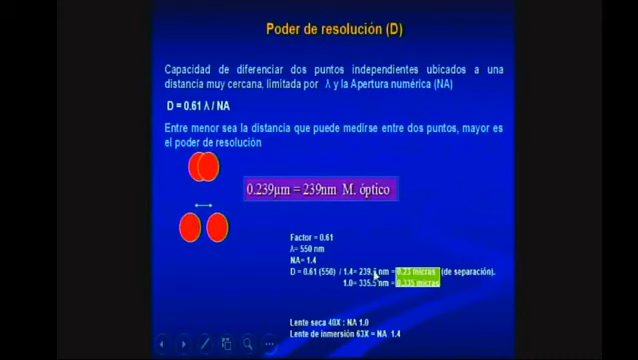 Poder de resolución (D)
Capacidad de diferenciar dos puntos independientes ubicados a una
distancia muy cercana, limitada por λ y la Apertura numérica (NA)
D = 0.61 λ / NA
Entre menor sea la distancia que puede medirse entre dos puntos, mayor es
el poder de resolución
0.239µm = 239nm M. óptico
Factor = 0.61
λ= 550 nm
NA= 1.4
D = 0.61 (550) / 1.4= nm = 0.23 micras (de separación).
1.0= 335.5 nm = 0.335 micras
Lente seca 40X : NA 1.0
Lente de inmersión 63X = NA 1.4